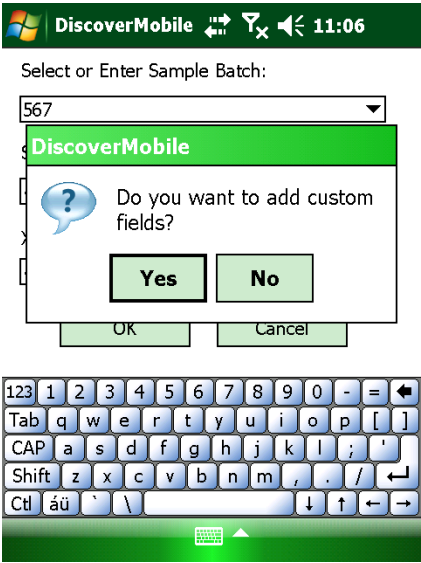 DiscoverMobile 11:06
Select or Enter Sample Batch:
567
DiscoverMobile
Do you want to add custom
fields?
Yes No
OK Cancel
123 1 2 3 4 5 6 7 8 9 0 - =
Tab q w e r t y u i o p [ ]
CAP a s d f g h j k l ; '
Shift z x c v b n m , . /
Ctl áü ` \